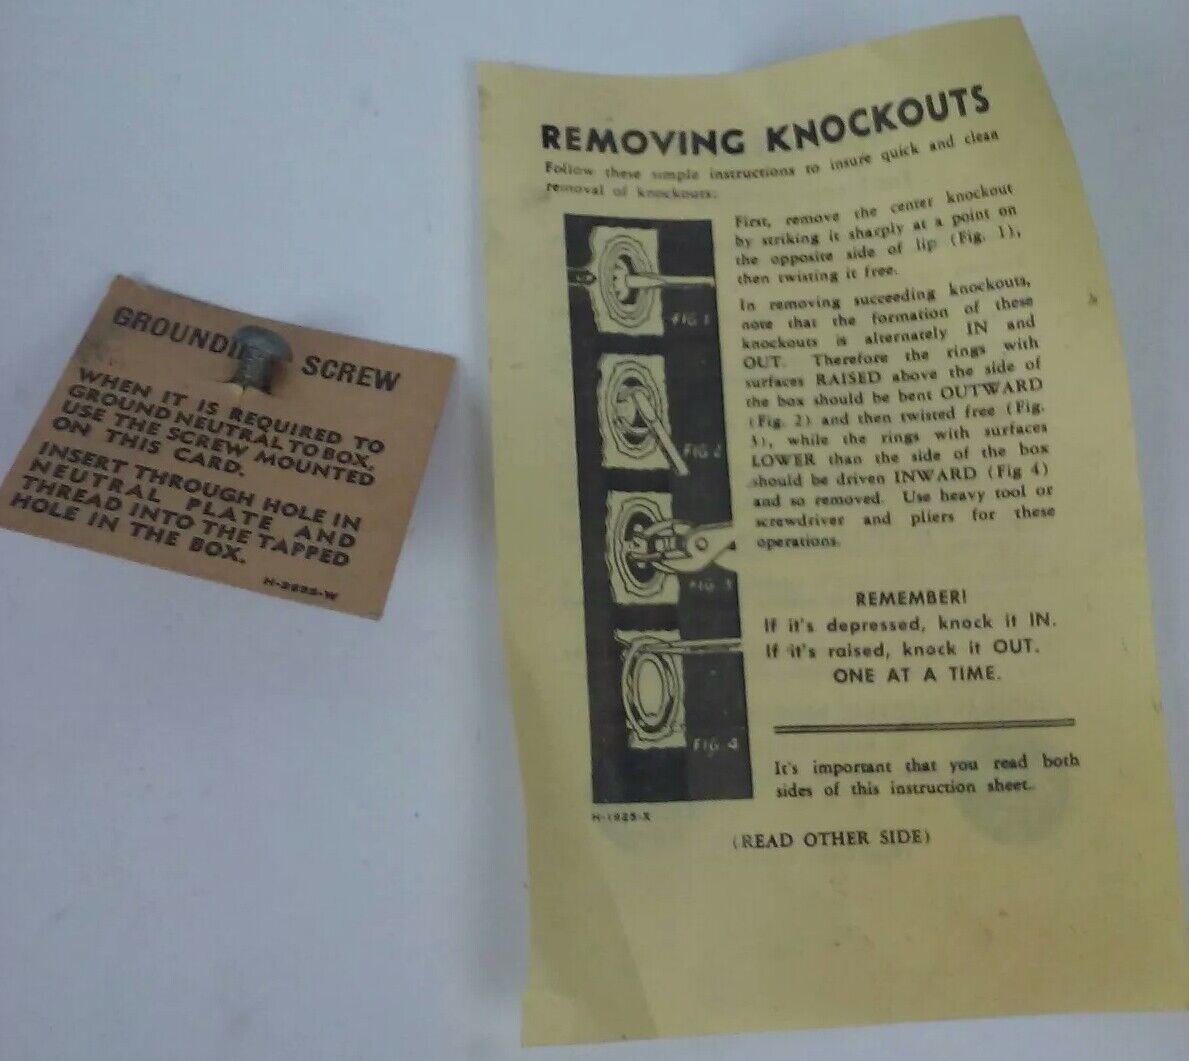 GROUNDI SCREW
WHEN IT IS REQUIRED TO
GROUND NEUTRAL TO BOX,
USE THE SCREW MOUNTED
ON THIS CARD.
INSERT THROUGH HOLE IN
NEUTRAL PLATE AND
THREAD INTO THE TAPPED
HOLE IN THE BOX.
REMOVING KNOCKOUTS
Follow these simple instructions to insure quick and clean
removal of knockouts:
First, remove the center knockout
by striking it sharply at a point on
the opposite side of lip (Fig. 1),
then twisting it free.
In removing succeeding knockouts,
note that the formation of these
knockouts is alternately IN and
OUT. Therefore the rings with
surfaces RAISED above the side of
the box should be bent OUTWARD
(Fig. 2) and then twisted free (Fig.
3), while the rings with surfaces
LOWER than the side of the box
should be driven INWARD (Fig 4)
and so removed. Use heavy tool or
screwdriver and pliers for these
operations.
FIG. 1
FIG. 2
FIG. 3
FIG. 4
REMEMBER!
If it's depressed, knock it IN.
If it's raised, knock it OUT.
ONE AT A TIME.
It's important that you read both
sides of this instruction sheet.
H-1925-X
(READ OTHER SIDE)